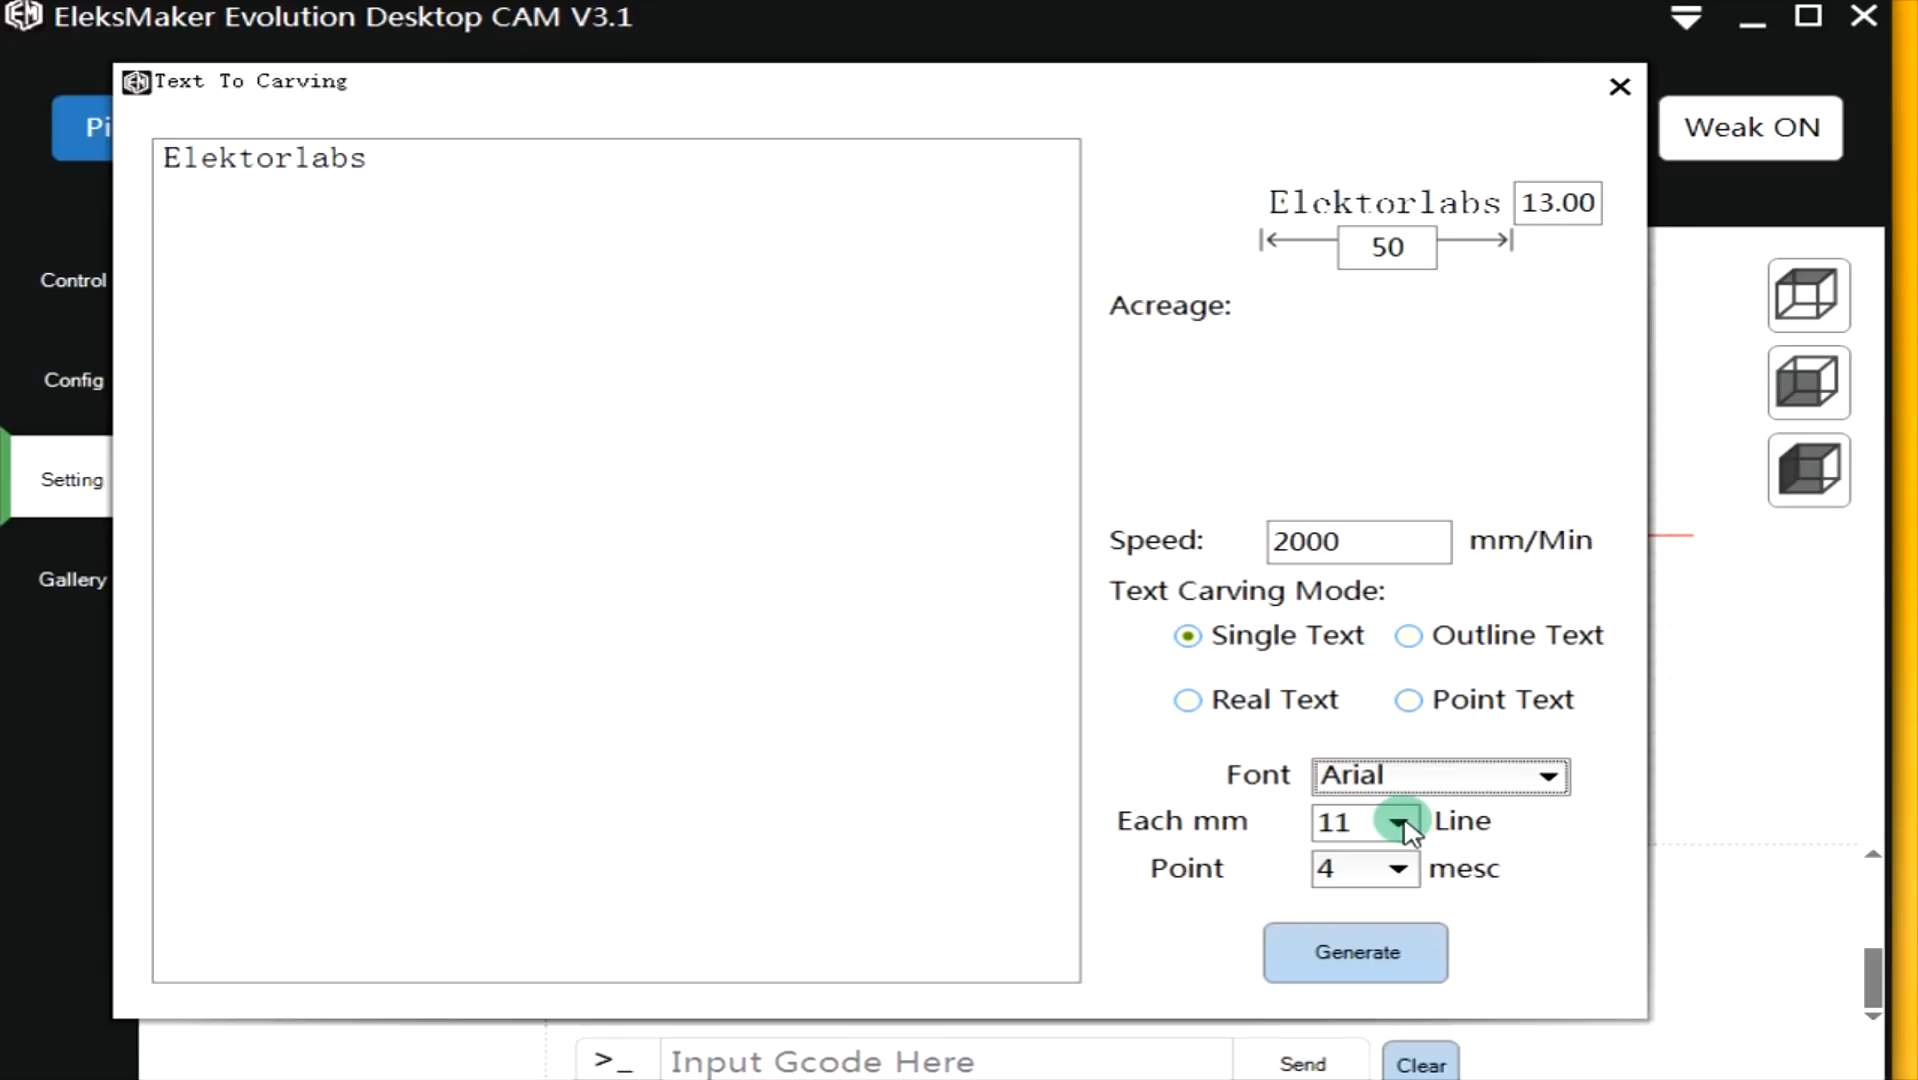 EleksMaker Evolution Desktop CAM V3.1
Text To Carving
Pi
Weak ON
Elektorlabs
Elektorlabs 13.00
50
Control
Acreage:
Config
Setting
Speed: 2000 mm/Min
Gallery
Text Carving Mode:
Single Text Outline Text
Real Text Point Text
Font Arial
Each mm 11 Line
Point 4 mesc
Generate
>_ Input Gcode Here Send Clear